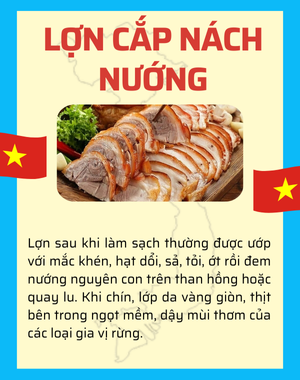 LỢN CẮP NÁCH
NƯỚNG
Lợn sau khi làm sạch thường được ướp
với mắc khén, hạt dổi, sả, tỏi, ớt rồi đem
nướng nguyên con trên than hồng hoặc
quay lu. Khi chín, lớp da vàng giòn, thịt
bên trong ngọt mềm, dậy mùi thơm của
các loại gia vị rừng.